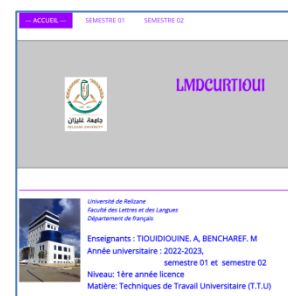 --- ACCUEIL --- SEMESTRE 01 SEMESTRE 02
LMDCURTIOUI
جامعة غليزان
RELIZANE UNIVERSITY
Université de Relizane
Faculté des Lettres et des Langues
Département de français
Enseignants : TIOUIDIOUINE. A, BENCHAREF. M
Année universitaire : 2022-2023,
semestre 01 et semestre 02
Niveau: 1ère année licence
Matière: Techniques de Travail Universitaire (T.T.U)